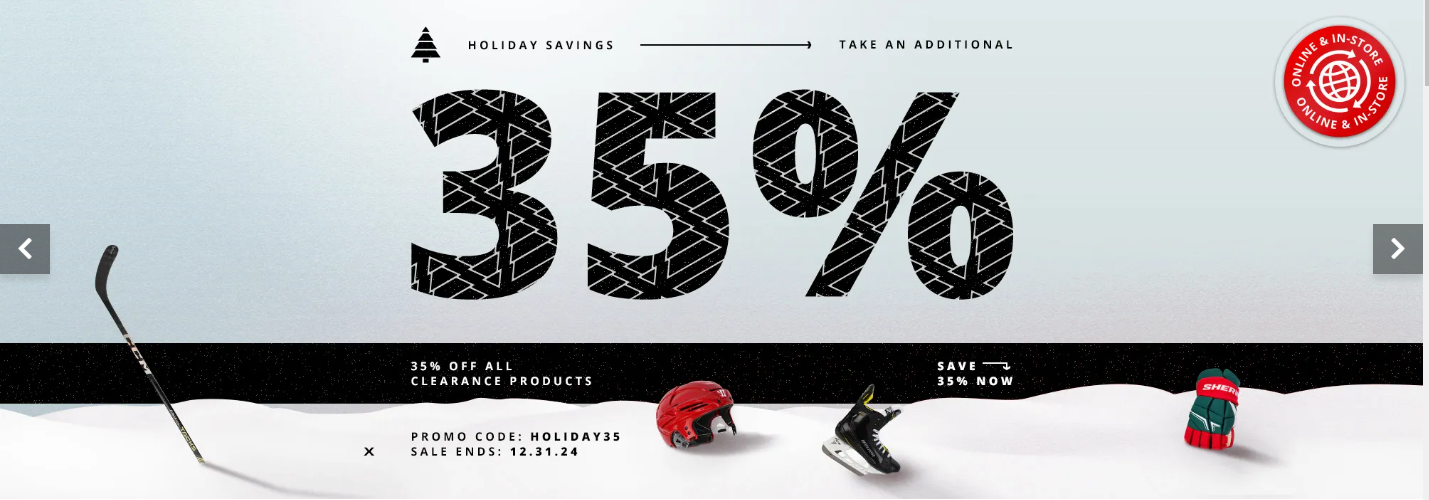 HOLIDAY SAVINGS
TAKE AN ADDITIONAL
35%
ONLINE & IN-STORE
ONLINE & IN-STORE
35% OFF ALL
CLEARANCE PRODUCTS
SAVE
35% NOW
PROMO CODE: HOLIDAY35
SALE ENDS: 12.31.24
CCM
SHER